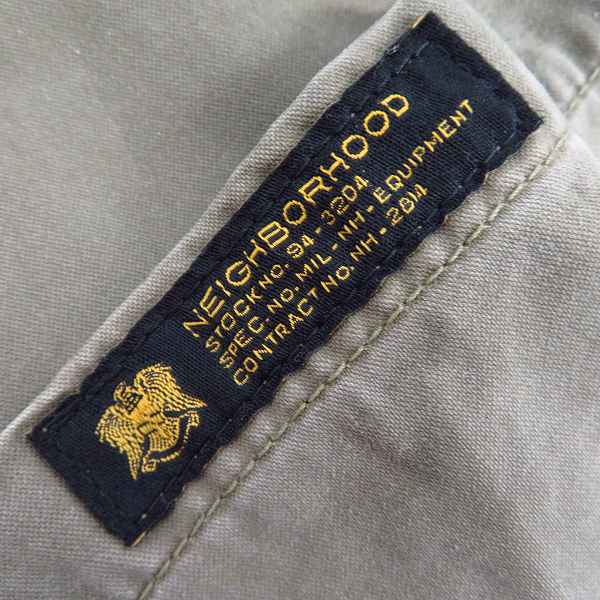 NEIGHBORHOOD
STOCK NO. 94-3204
SPEC. NO. MIL-NH-EQUIPMENT
CONTRACT NO. NH-2814